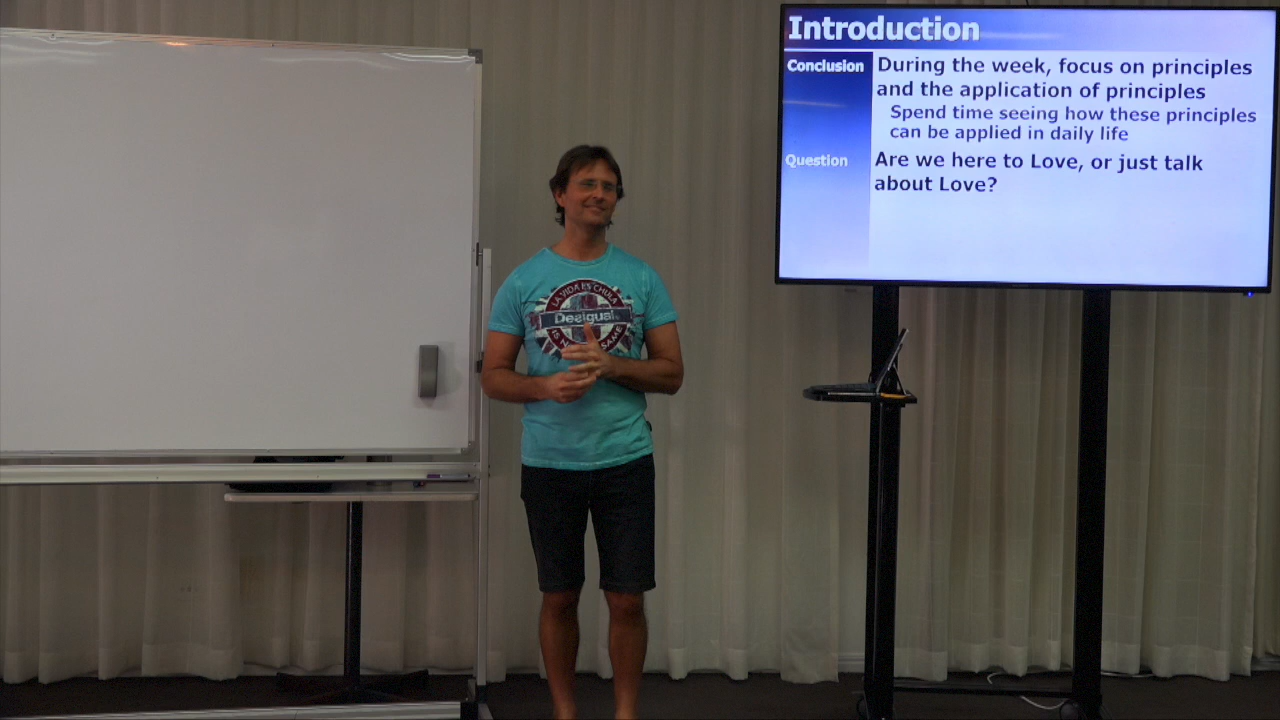 Introduction
Conclusion
During the week, focus on principles
and the application of principles
Spend time seeing how these principles
can be applied in daily life
Question
Are we here to Love, or just talk
about Love?
LA VIDA ES CHULA
Desigual
IS
SAME